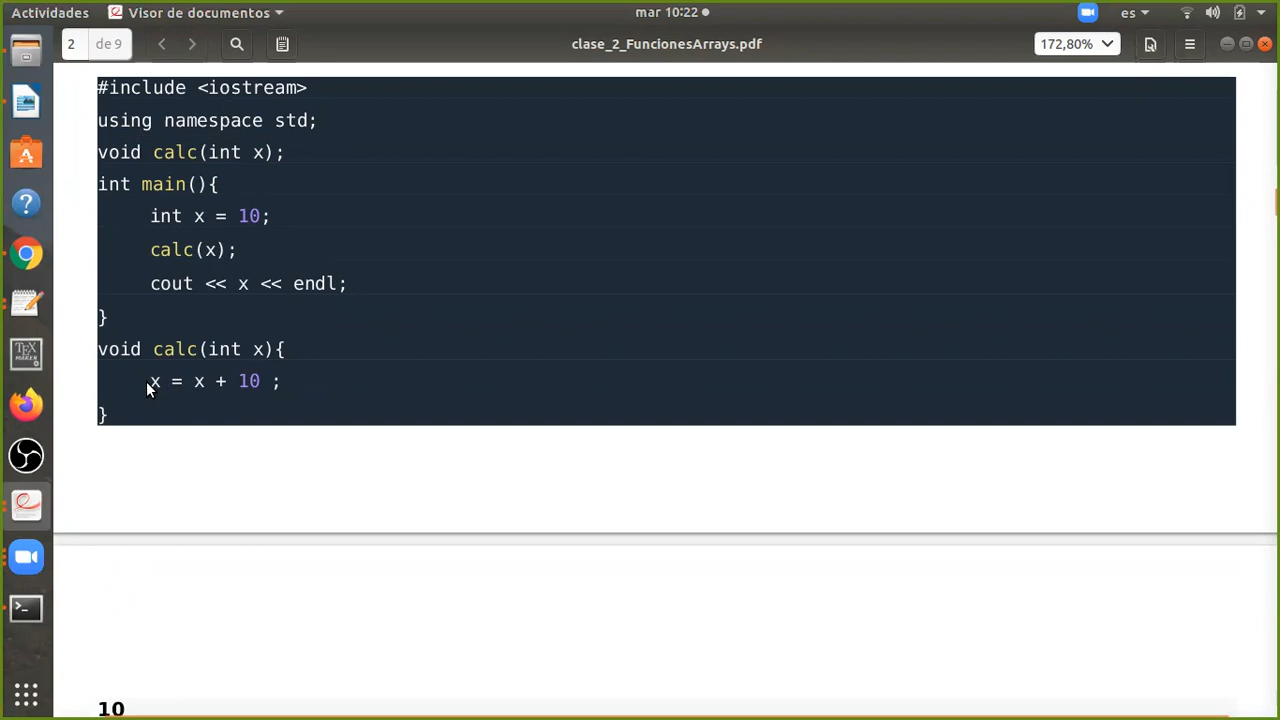 Actividades
Visor de documentos
mar 10:22
es
2
de 9
clase_2_FuncionesArrays.pdf
172,80%
#include <iostream>
using namespace std;
void calc(int x);
int main(){
int x = 10;
calc(x);
cout << x << endl;
}
void calc(int x){
x = x + 10 ;
}
10